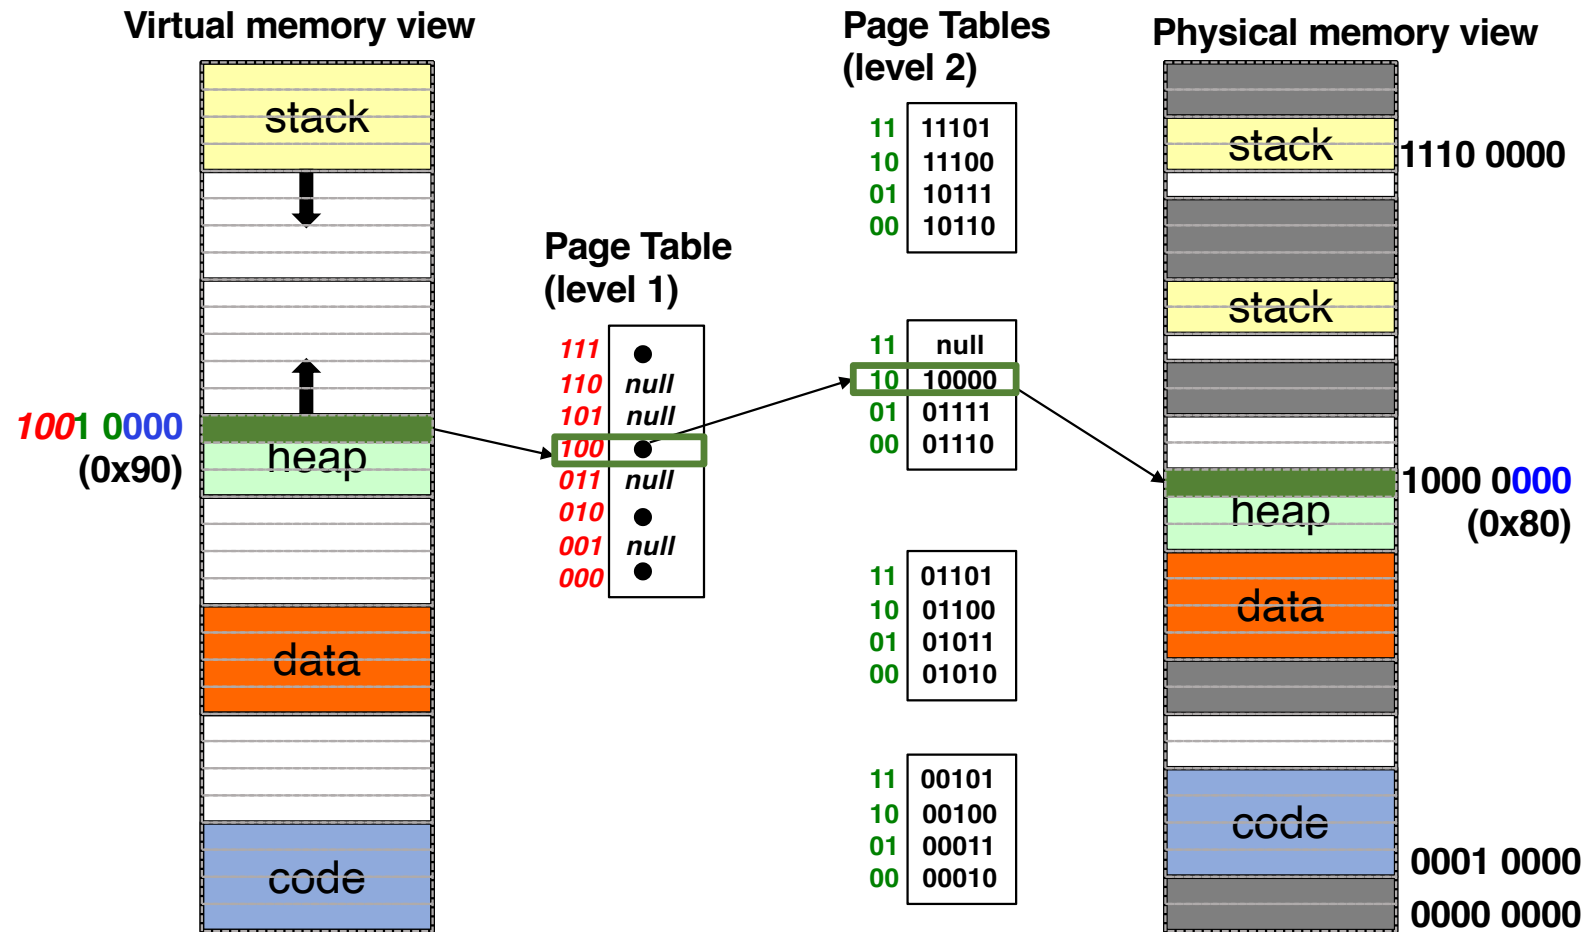 Virtual memory view
stack
heap
data
code
1001 0000
(0x90)
Page Table
(level 1)
111
110 null
101 null
100
011 null
010
001 null
000
Page Tables
(level 2)
11 11101
10 11100
01 10111
00 10110
11 null
10 10000
01 01111
00 01110
11 01101
10 01100
01 01011
00 01010
11 00101
10 00100
01 00011
00 00010
Physical memory view
stack
1110 0000
stack
1000 0000
(0x80)
heap
data
code
0001 0000
0000 0000